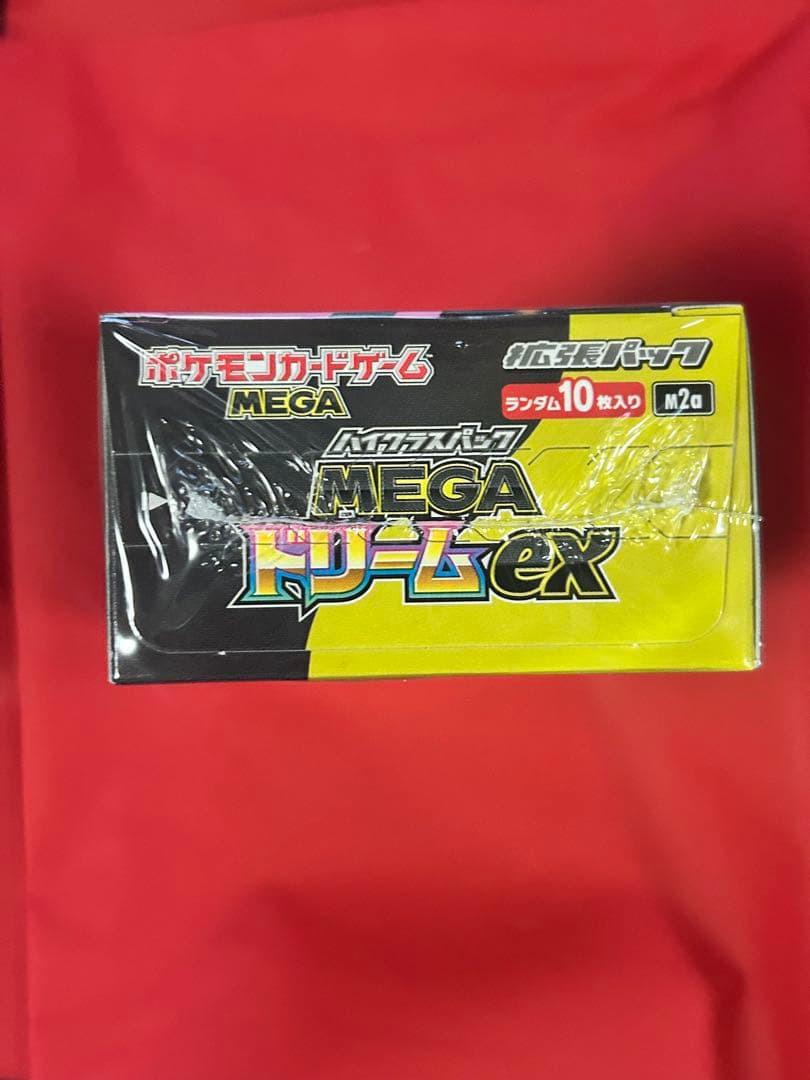 ポケモンカードゲーム
MEGA
拡張パック
ランダム10枚入り
M2a
ハイクラスパック
MEGA
ドリームex